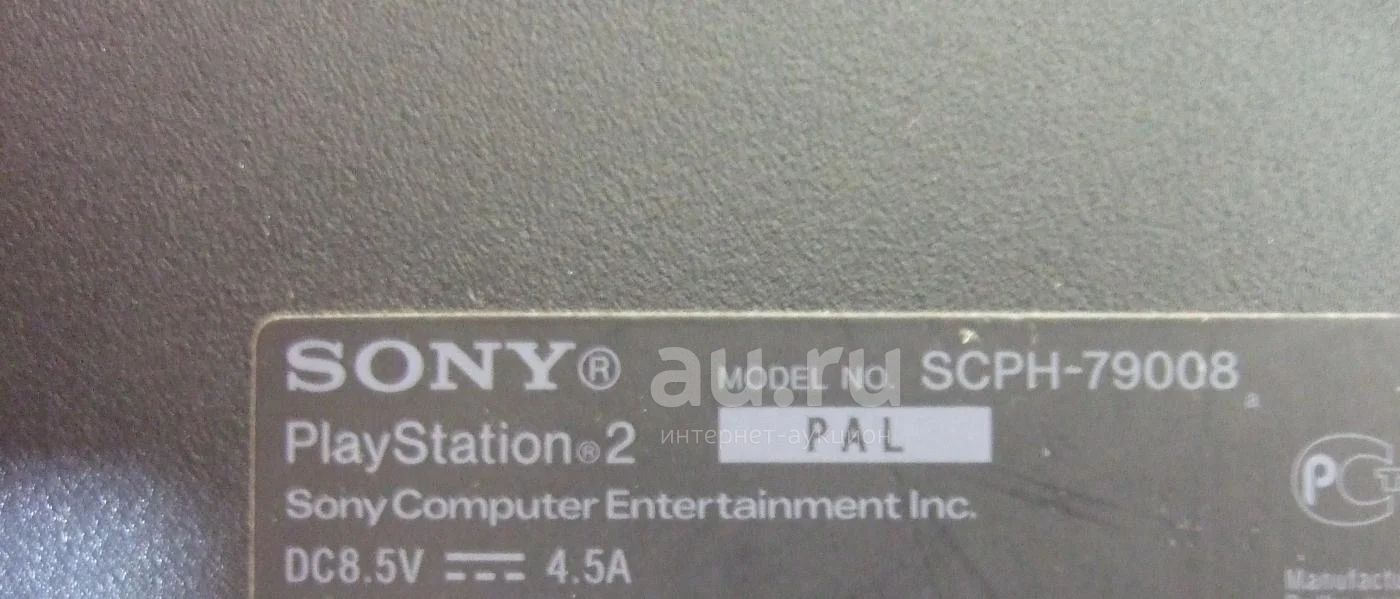 SONY® MODEL NO. SCPH-79008
PlayStation®2 PAL
Sony Computer Entertainment Inc.
DC8.5V 4.5A
au.ru
интернет-аукцион